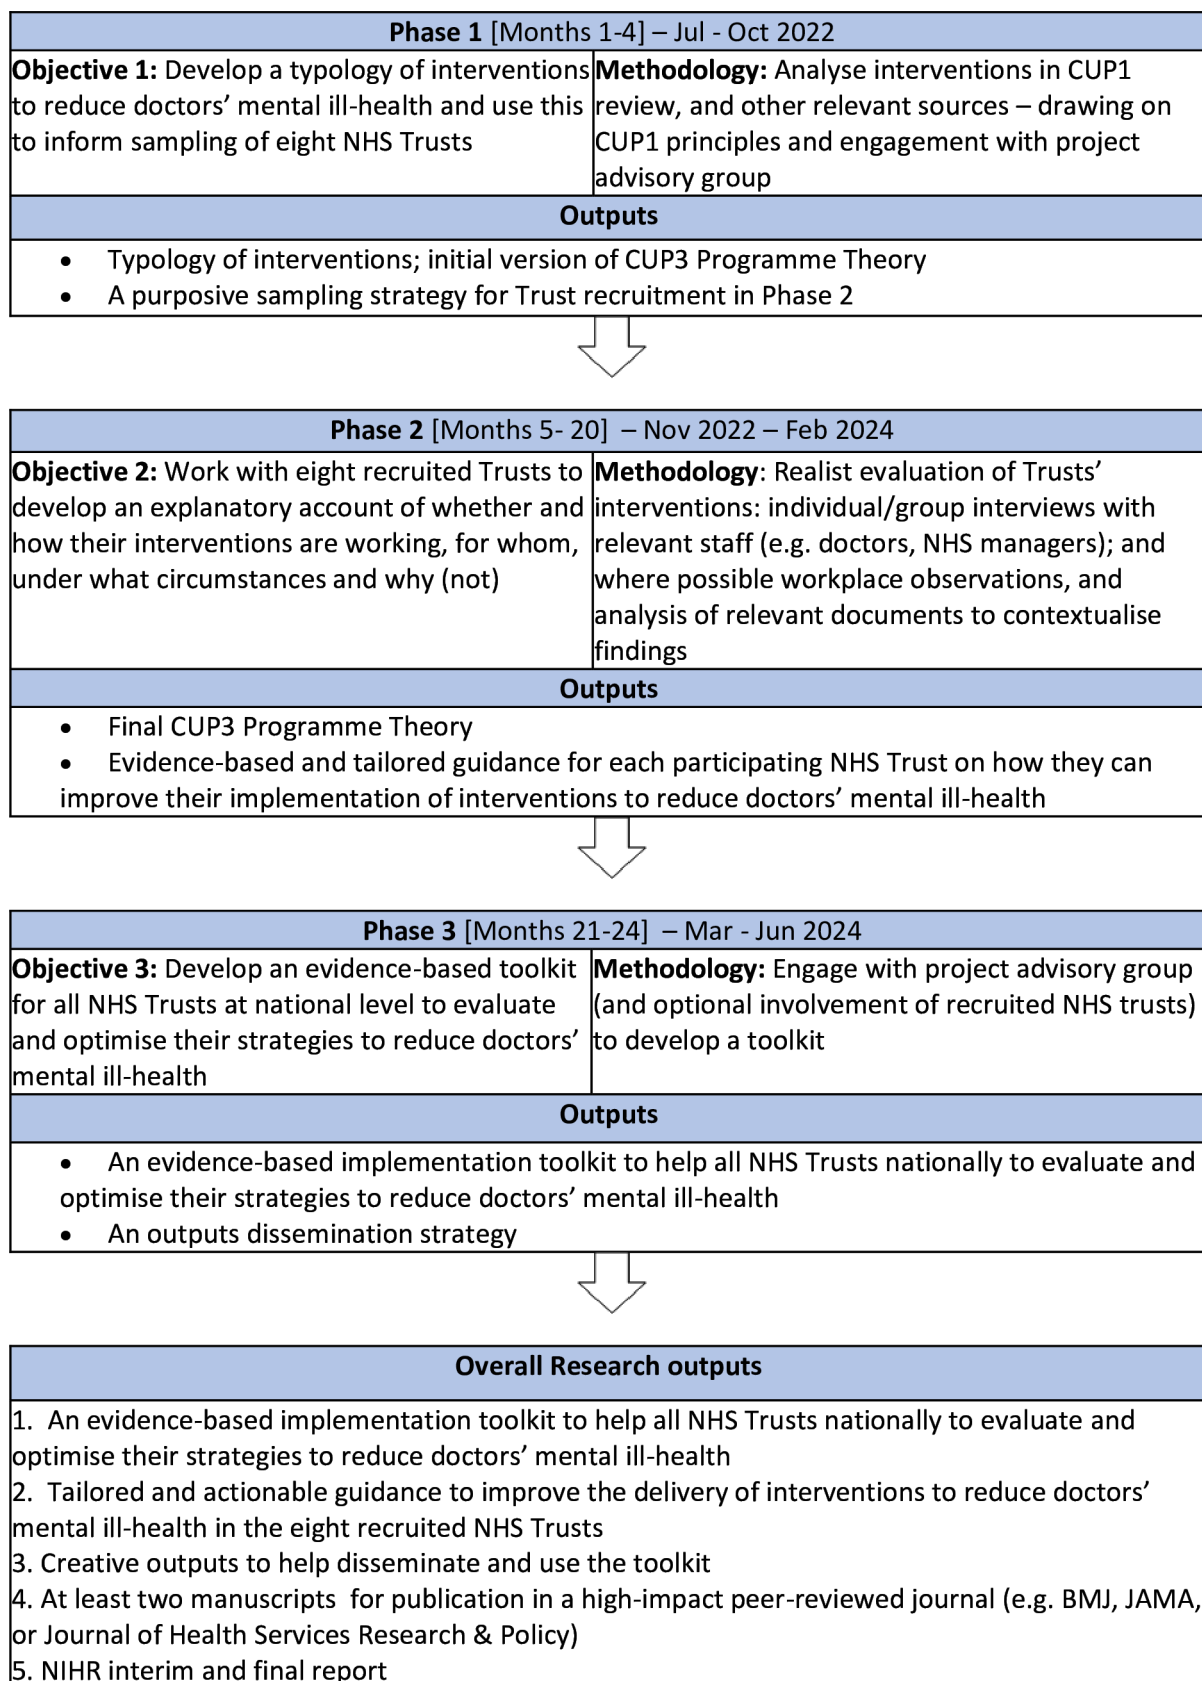 Phase 1 [Months 1-4] – Jul - Oct 2022
Objective 1: Develop a typology of interventions
to reduce doctors’ mental ill-health and use this
to inform sampling of eight NHS Trusts
Methodology: Analyse interventions in CUP1
review, and other relevant sources – drawing on
CUP1 principles and engagement with project
advisory group
Outputs
• Typology of interventions; initial version of CUP3 Programme Theory
• A purposive sampling strategy for Trust recruitment in Phase 2
Phase 2 [Months 5- 20] – Nov 2022 – Feb 2024
Objective 2: Work with eight recruited Trusts to
develop an explanatory account of whether and
how their interventions are working, for whom,
under what circumstances and why (not)
Methodology: Realist evaluation of Trusts’
interventions: individual/group interviews with
relevant staff (e.g. doctors, NHS managers); and
where possible workplace observations, and
analysis of relevant documents to contextualise
findings
Outputs
• Final CUP3 Programme Theory
• Evidence-based and tailored guidance for each participating NHS Trust on how they can
improve their implementation of interventions to reduce doctors’ mental ill-health
Phase 3 [Months 21-24] – Mar - Jun 2024
Objective 3: Develop an evidence-based toolkit
for all NHS Trusts at national level to evaluate
and optimise their strategies to reduce doctors’
mental ill-health
Methodology: Engage with project advisory group
(and optional involvement of recruited NHS trusts)
to develop a toolkit
Outputs
• An evidence-based implementation toolkit to help all NHS Trusts nationally to evaluate and
optimise their strategies to reduce doctors’ mental ill-health
• An outputs dissemination strategy
Overall Research outputs
1. An evidence-based implementation toolkit to help all NHS Trusts nationally to evaluate and
optimise their strategies to reduce doctors’ mental ill-health
2. Tailored and actionable guidance to improve the delivery of interventions to reduce doctors’
mental ill-health in the eight recruited NHS Trusts
3. Creative outputs to help disseminate and use the toolkit
4. At least two manuscripts for publication in a high-impact peer-reviewed journal (e.g. BMJ, JAMA,
or Journal of Health Services Research & Policy)
5. NIHR interim and final report